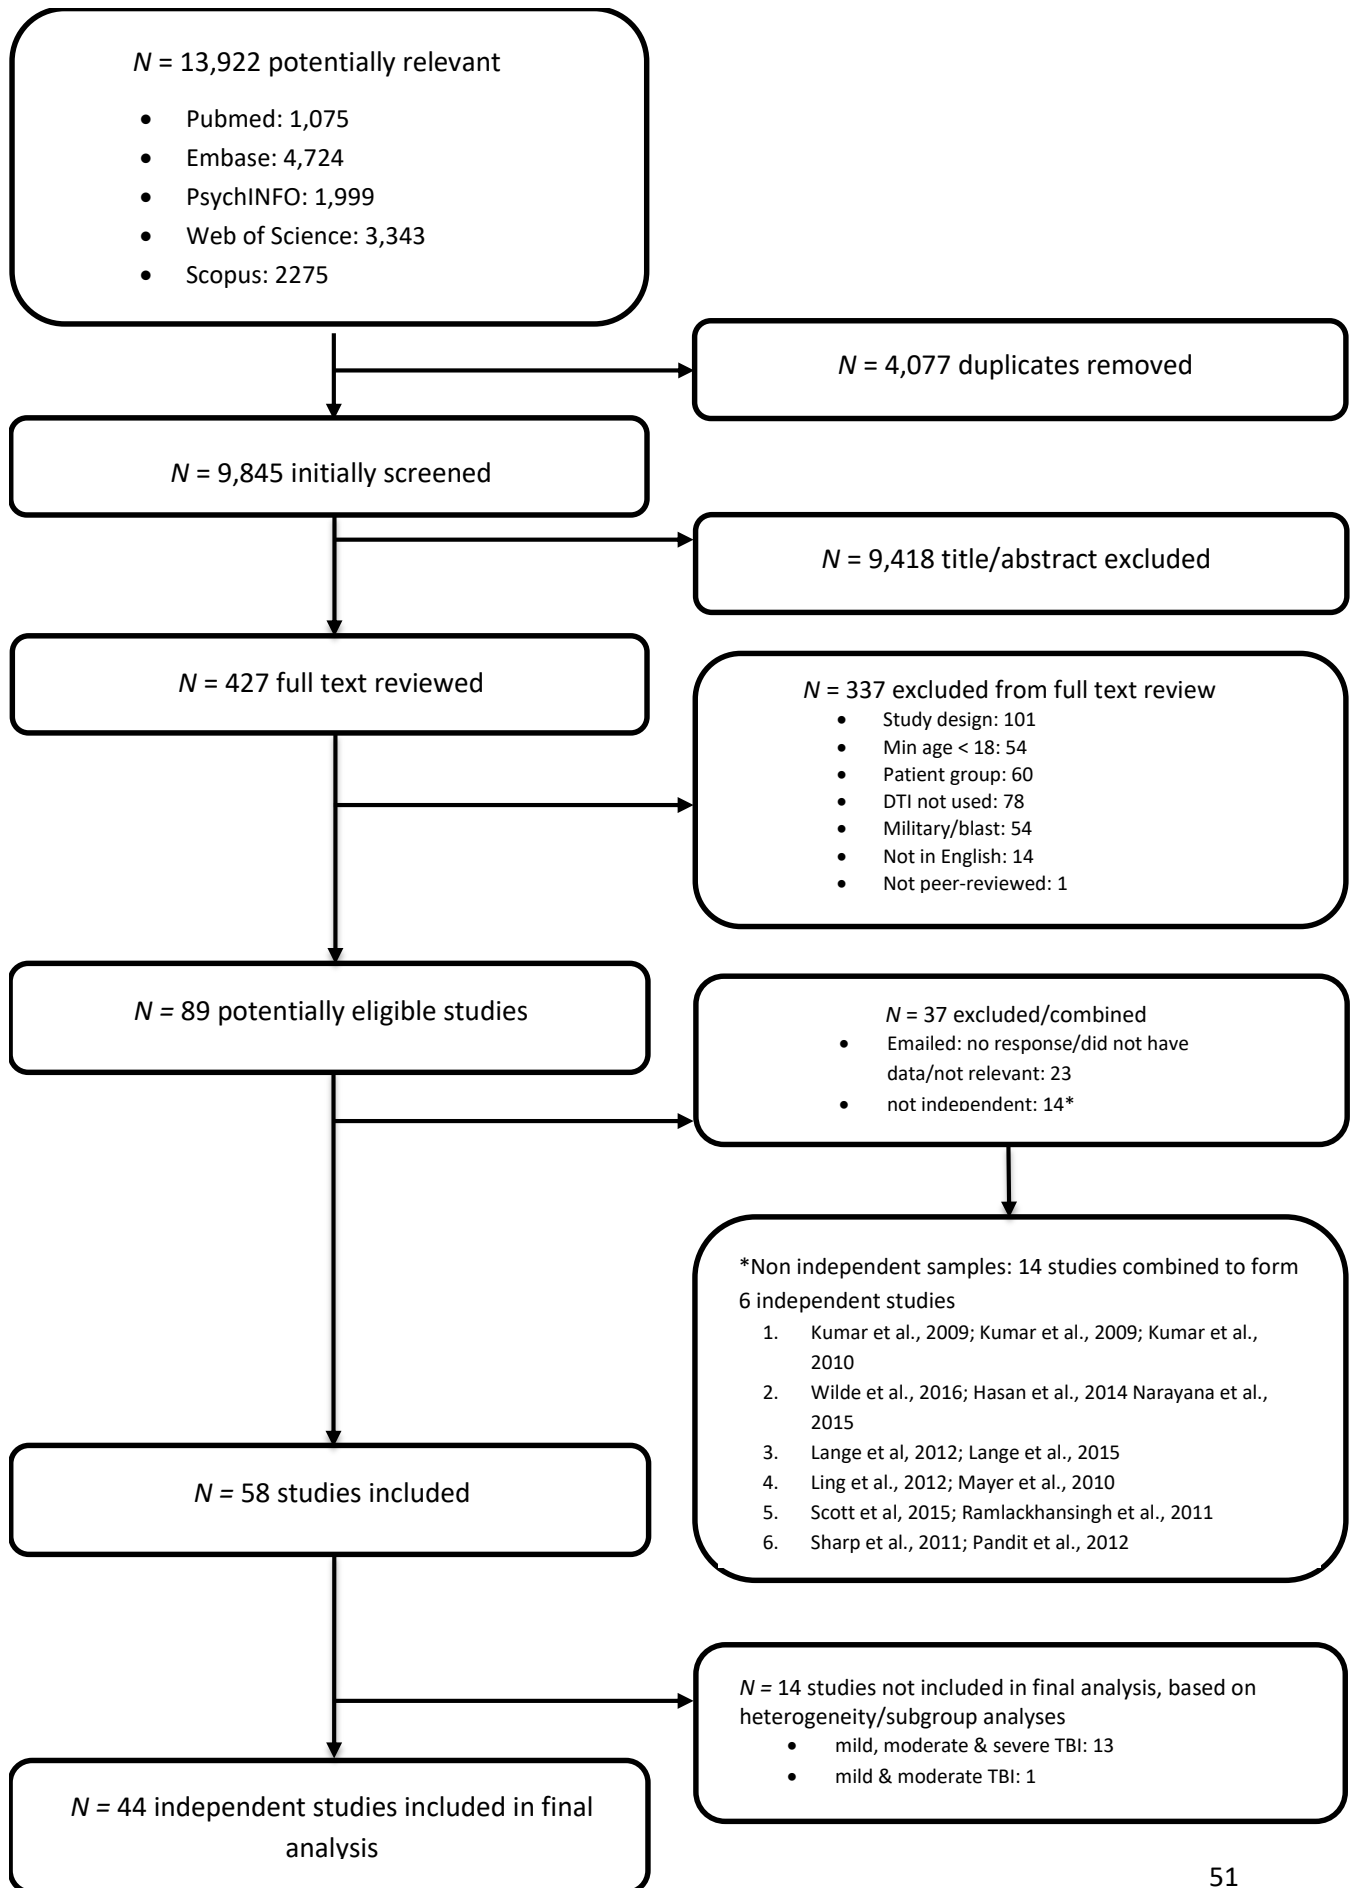 N = 13,922 potentially relevant
• Pubmed: 1,075
• Embase: 4,724
• PsychINFO: 1,999
• Web of Science: 3,343
• Scopus: 2275
N = 4,077 duplicates removed
N = 9,845 initially screened
N = 9,418 title/abstract excluded
N = 427 full text reviewed
N = 337 excluded from full text review
• Study design: 101
• Min age < 18: 54
• Patient group: 60
• DTI not used: 78
• Military/blast: 54
• Not in English: 14
• Not peer-reviewed: 1
N = 89 potentially eligible studies
N = 37 excluded/combined
• Emailed: no response/did not have
data/not relevant: 23
• not independent: 14*
*Non independent samples: 14 studies combined to form
6 independent studies
1. Kumar et al., 2009; Kumar et al., 2009; Kumar et al.,
2010
2. Wilde et al., 2016; Hasan et al., 2014 Narayana et al.,
2015
3. Lange et al, 2012; Lange et al., 2015
4. Ling et al., 2012; Mayer et al., 2010
5. Scott et al, 2015; Ramlackhansingh et al., 2011
6. Sharp et al., 2011; Pandit et al., 2012
N = 58 studies included
N = 14 studies not included in final analysis, based on
heterogeneity/subgroup analyses
• mild, moderate & severe TBI: 13
• mild & moderate TBI: 1
N = 44 independent studies included in final
analysis
51